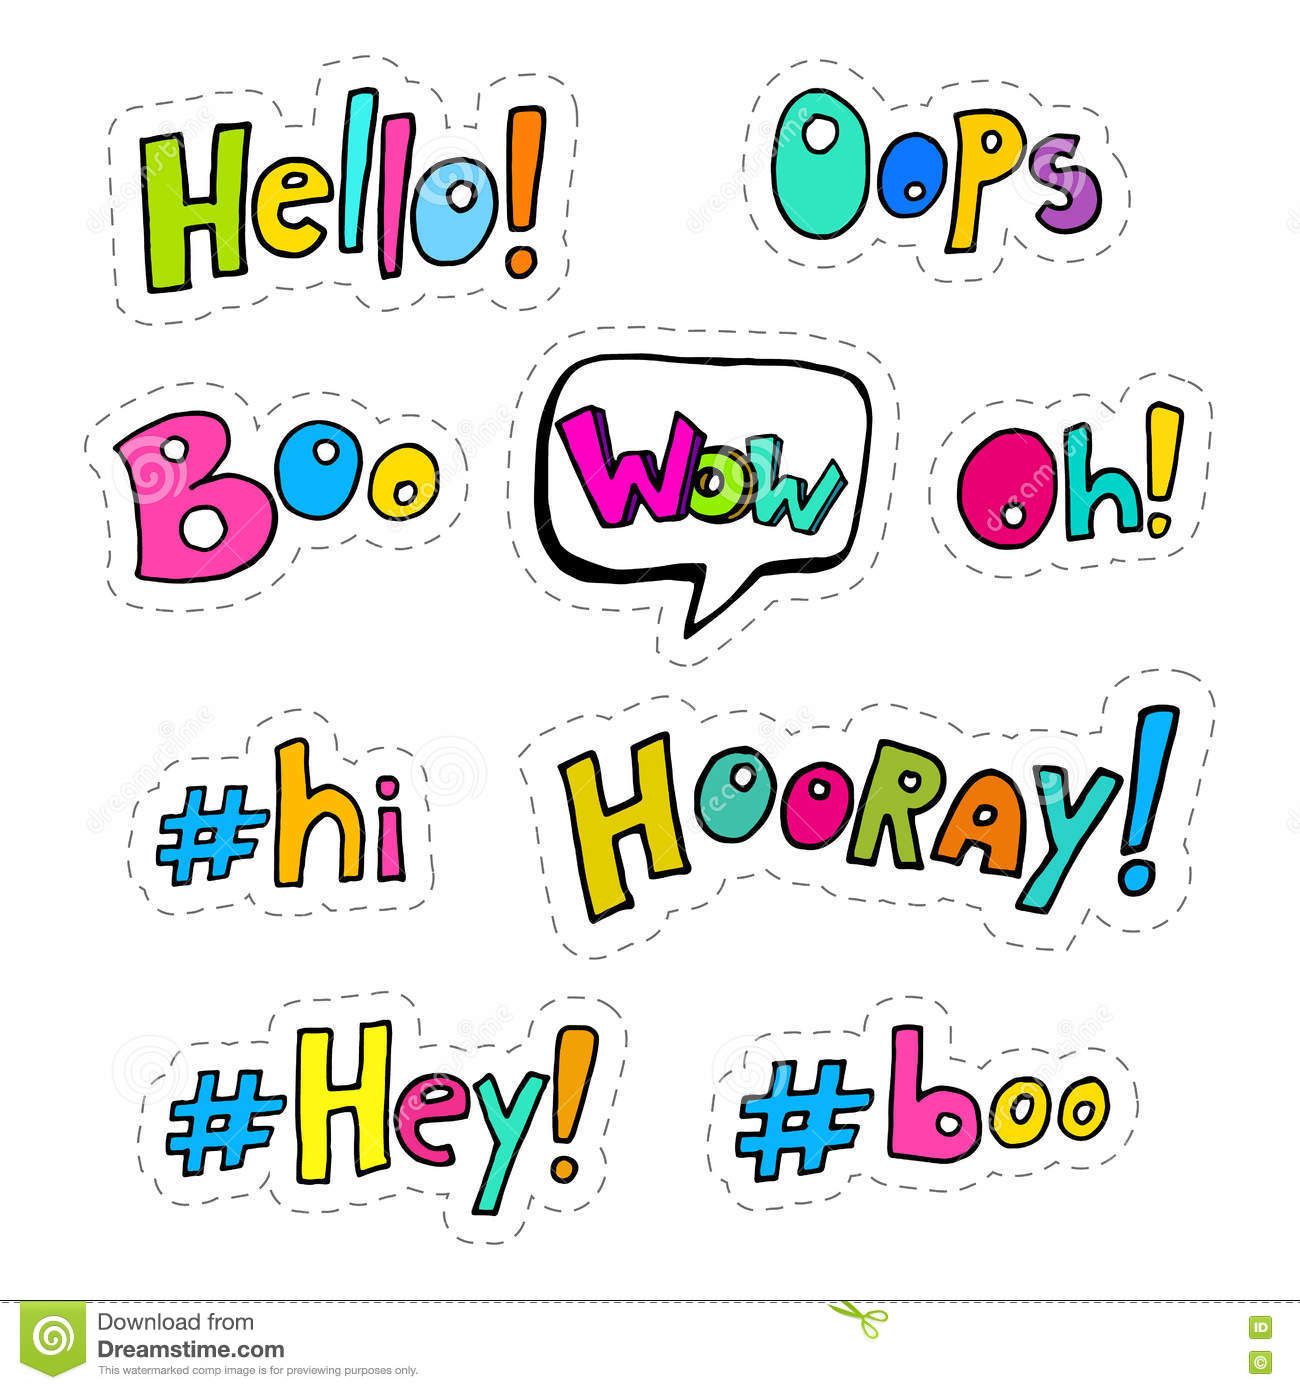 Hello! Oops
Boo Wow Oh!
#hi HOORAY!
#Hey! #boo
Download from
Dreamstime.com
This watermarked comp image is for previewing purposes only.
ID
©